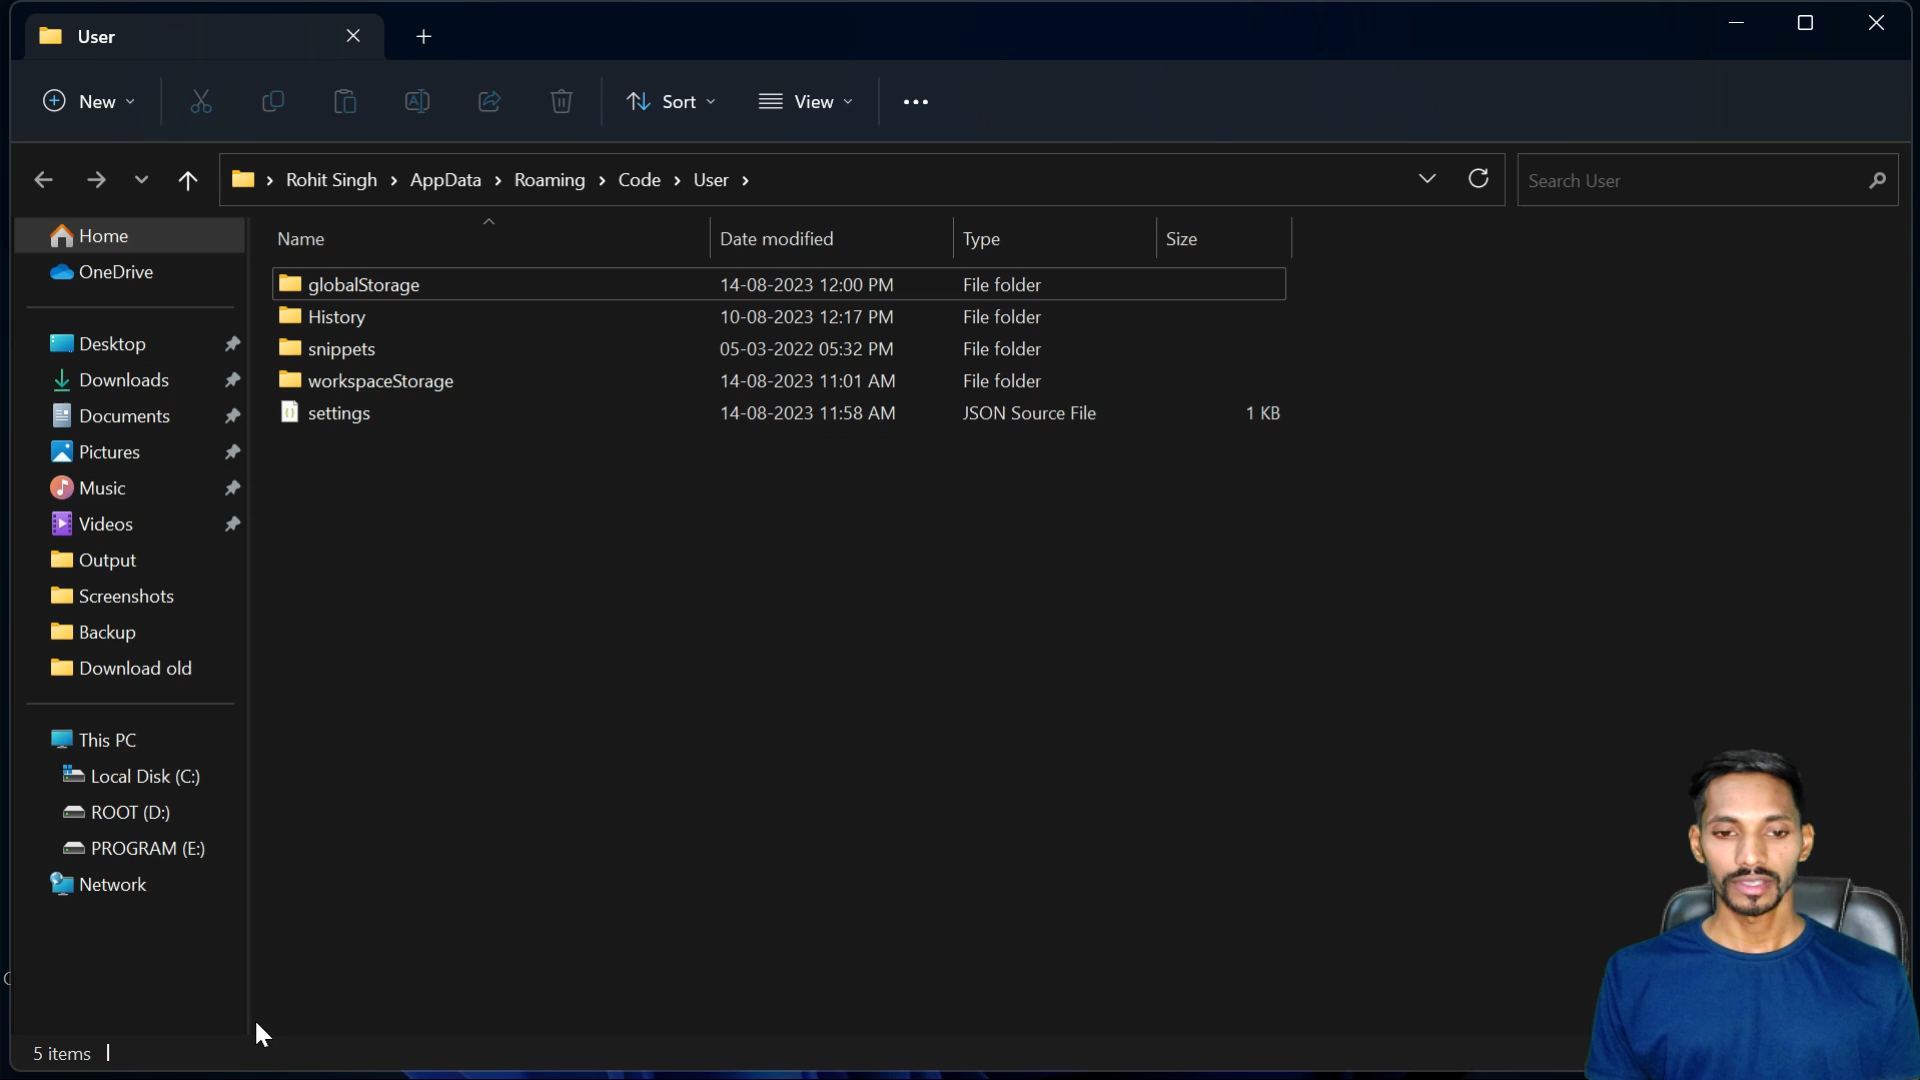 User
New
Sort
View
Rohit Singh > AppData > Roaming > Code > User >
Search User
Home
OneDrive
Desktop
Downloads
Documents
Pictures
Music
Videos
Output
Screenshots
Backup
Download old
This PC
Local Disk (C:)
ROOT (D:)
PROGRAM (E:)
Network
Name Date modified Type Size
globalStorage 14-08-2023 12:00 PM File folder
History 10-08-2023 12:17 PM File folder
snippets 05-03-2022 05:32 PM File folder
workspaceStorage 14-08-2023 11:01 AM File folder
settings 14-08-2023 11:58 AM JSON Source File 1 KB
5 items